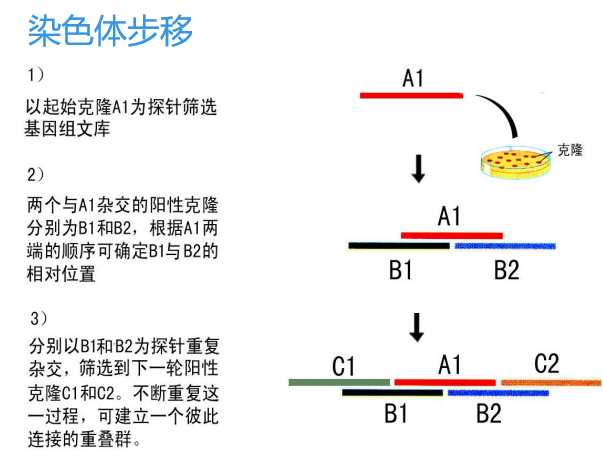 染色体步移
1）
以起始克隆A1为探针筛选
基因组文库
A1
克隆
2）
两个与A1杂交的阳性克隆
分别为B1和B2，根据A1两
端的顺序可确定B1与B2的
相对位置
A1
B1
B2
3）
分别以B1和B2为探针重复
杂交，筛选到下一轮阳性
克隆C1和C2。不断重复这
一过程，可建立一个彼此
连接的重叠群。
C1
A1
C2
B1
B2